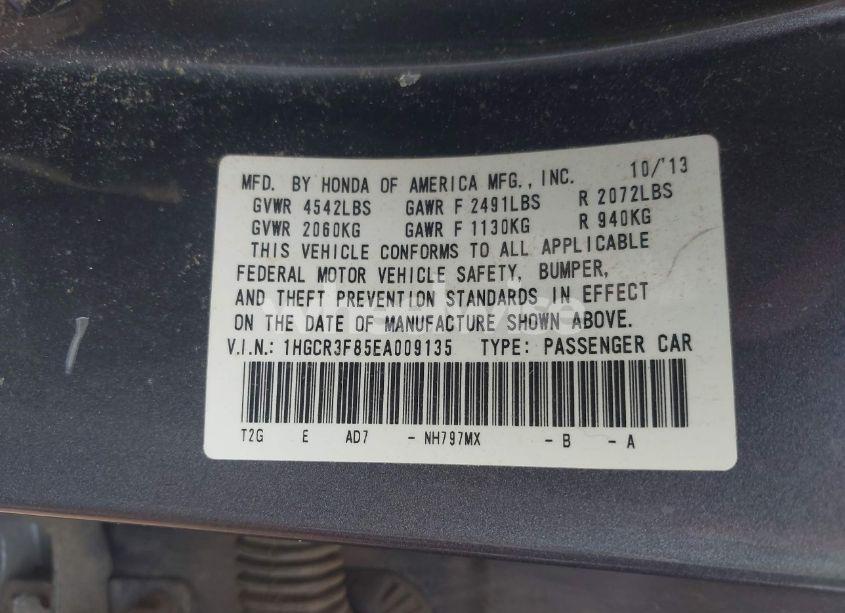 MFD. BY HONDA OF AMERICA MFG., INC. 10/'13
GVWR 4542LBS GAWR F 2491LBS R 2072LBS
GVWR 2060KG GAWR F 1130KG R 940KG
THIS VEHICLE CONFORMS TO ALL APPLICABLE
FEDERAL MOTOR VEHICLE SAFETY, BUMPER,
AND THEFT PREVENTION STANDARDS IN EFFECT
ON THE DATE OF MANUFACTURE SHOWN ABOVE.
V.I.N.: 1HGCR3F85EA009135 TYPE: PASSENGER CAR
T2G E AD7 - NH797MX - B - A